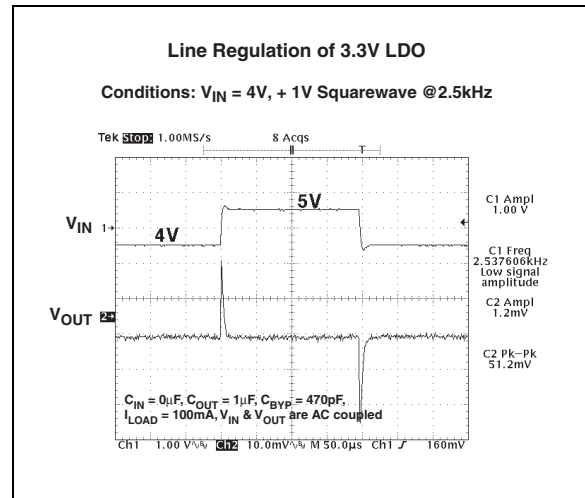 Line Regulation of 3.3V LDO
Conditions: VIN = 4V, + 1V Squarewave @2.5kHz
Tek Stop: 1.00MS/s 8 Acqs
T
5V
C1 Ampl
1.00 V
VIN 1→
4V
C1 Freq
2.537606kHz
Low signal
amplitude
C2 Ampl
1.2mV
VOUT 2→
C2 Pk-Pk
51.2mV
CIN = 0μF, COUT = 1μF, CBYP = 470pF,
ILOAD = 100mA, VIN & VOUT are AC coupled
Ch1 1.00 V Ch2 10.0mV M 50.0μs Ch1 160mV